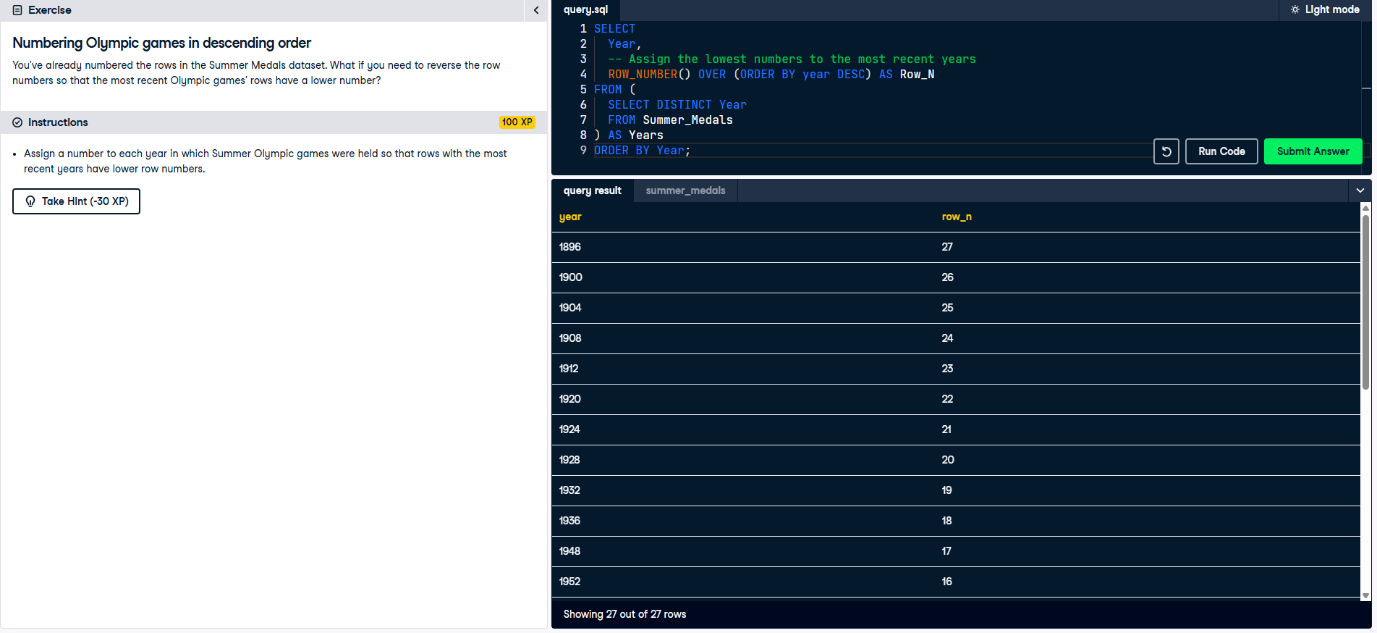 Exercise
Numbering Olympic games in descending order
You've already numbered the rows in the Summer Medals dataset. What if you need to reverse the row
numbers so that the most recent Olympic games' rows have a lower number?
Instructions
100 XP
Assign a number to each year in which Summer Olympic games were held so that rows with the most
recent years have lower row numbers.
Take Hint (-30 XP)
query.sql
Light mode
1 SELECT
2 Year,
3 -- Assign the lowest numbers to the most recent years
4 ROW_NUMBER() OVER (ORDER BY year DESC) AS Row_N
5 FROM (
6 SELECT DISTINCT Year
7 FROM Summer_Medals
8 ) AS Years
9 ORDER BY Year;
Run Code
Submit Answer
query result summer_medals
year row_n
1896 27
1900 26
1904 25
1908 24
1912 23
1920 22
1924 21
1928 20
1932 19
1936 18
1948 17
1952 16
Showing 27 out of 27 rows